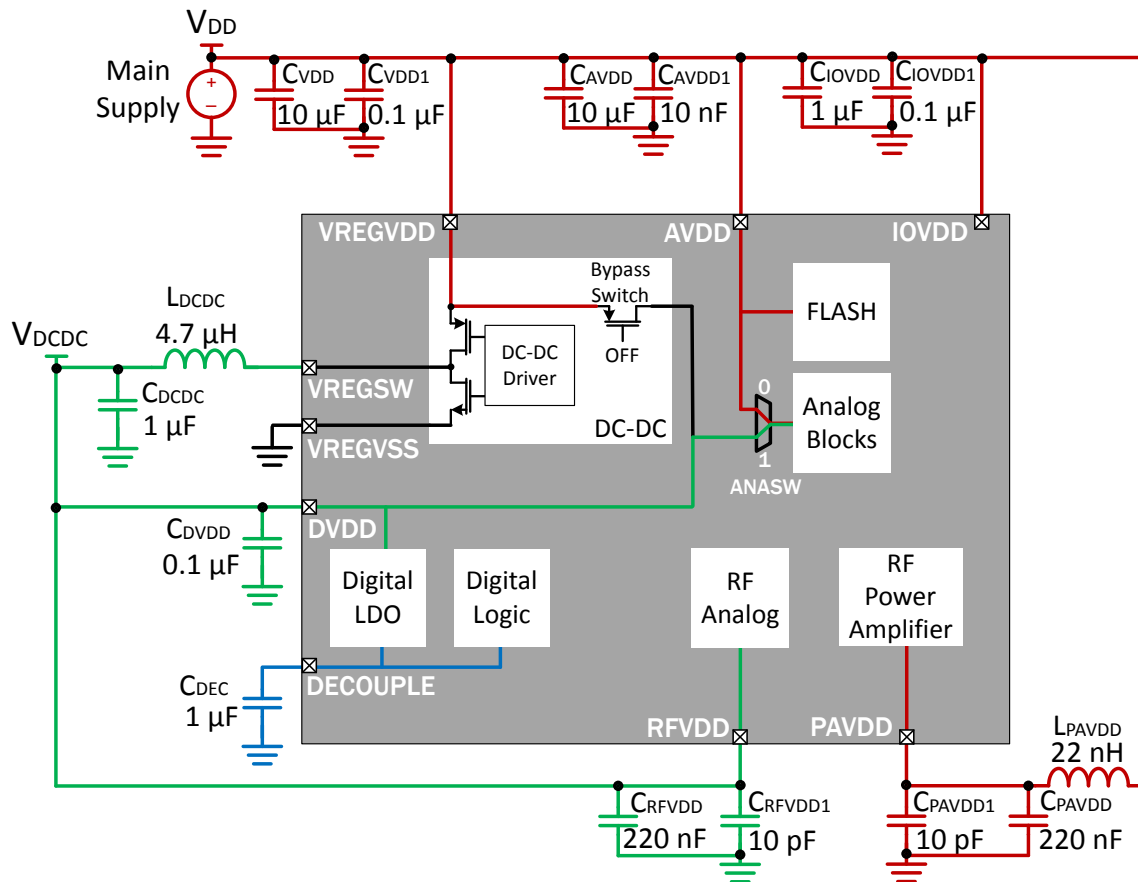 VDD
Main
Supply
+
−
CVDD
10 µF
CVDD1
0.1 µF
CAVDD
10 µF
CAVDD1
10 nF
CIOVDD
1 µF
CIOVDD1
0.1 µF
VREGVDD
AVDD
IOVDD
Bypass
Switch
OFF
FLASH
LDCDC
4.7 µH
VDCDC
CDCDC
1 µF
VREGSW
DC-DC
Driver
DC-DC
VREGVSS
0
1
ANASW
Analog
Blocks
DVDD
CDVDD
0.1 µF
Digital
LDO
Digital
Logic
RF
Analog
RF
Power
Amplifier
DECOUPLE
CDEC
1 µF
RFVDD
PAVDD
LPAVDD
22 nH
CRFVDD
220 nF
CRFVDD1
10 pF
CPAVDD1
10 pF
CPAVDD
220 nF